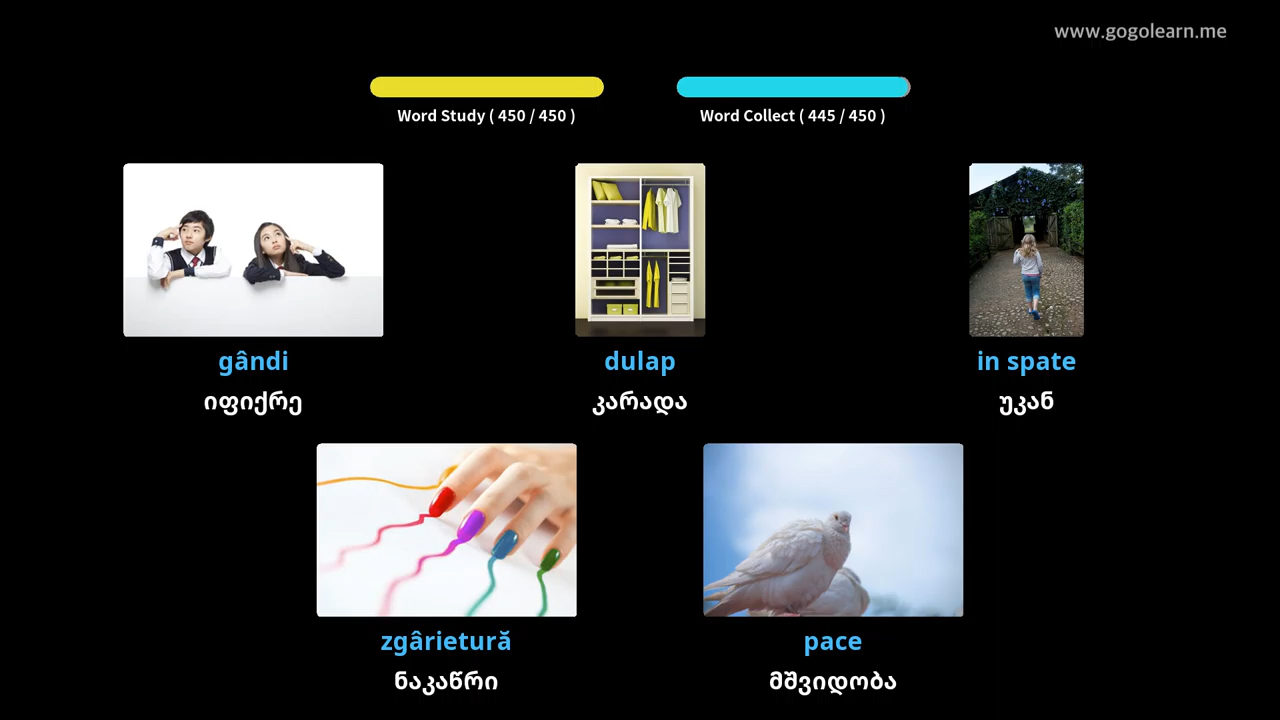 www.gogolearn.me
Word Study ( 450 / 450 )
Word Collect ( 445 / 450 )
gândi
იფიქრე
dulap
კარადა
in spate
უკან
zgârietură
ნაკაწრი
pace
მშვიდობა